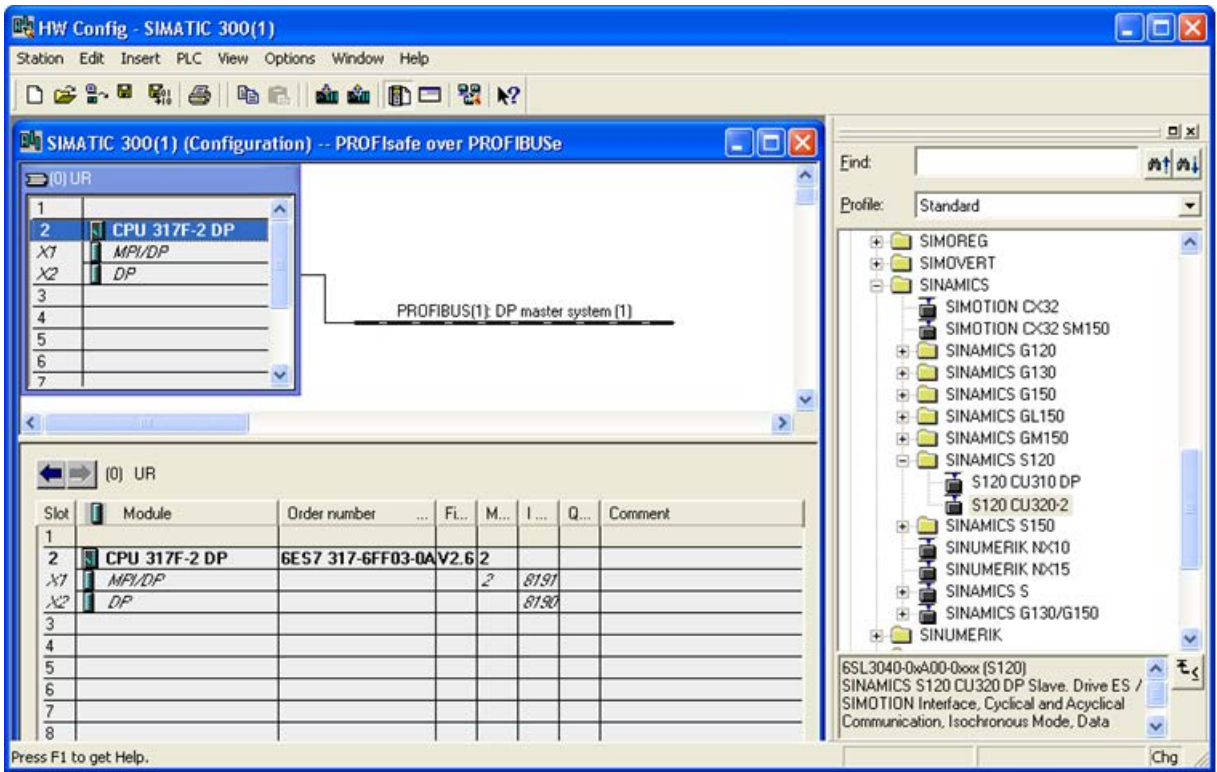 HW Config - SIMATIC 300(1)
Station Edit Insert PLC View Options Window Help
SIMATIC 300(1) (Configuration) -- PROFIsafe over PROFIBUSe
(0) UR
1
2 CPU 317F-2 DP
X1 MPI/DP
X2 DP
3
4
5
6
7
PROFIBUS(1): DP master system (1)
(0) UR
Slot Module Order number ... Fi... M... I ... Q... Comment
1
2 CPU 317F-2 DP 6ES7 317-6FF03-0A V2.6 2
X1 MPI/DP 2 8191
X2 DP 8190
3
4
5
6
7
8
Find:
Profile: Standard
SIMOREG
SIMOVERT
SINAMICS
SIMOTION CX32
SIMOTION CX32 SM150
SINAMICS G120
SINAMICS G130
SINAMICS G150
SINAMICS GL150
SINAMICS GM150
SINAMICS S120
S120 CU310 DP
S120 CU320-2
SINAMICS S150
SINUMERIK NX10
SINUMERIK NX15
SINAMICS S
SINAMICS G130/G150
SINUMERIK
6SL3040-0xA00-0xxx (S120)
SINAMICS S120 CU320 DP Slave. Drive ES /
SIMOTION Interface, Cyclical and Acyclical
Communication, Isochronous Mode, Data
Press F1 to get Help.
Chg